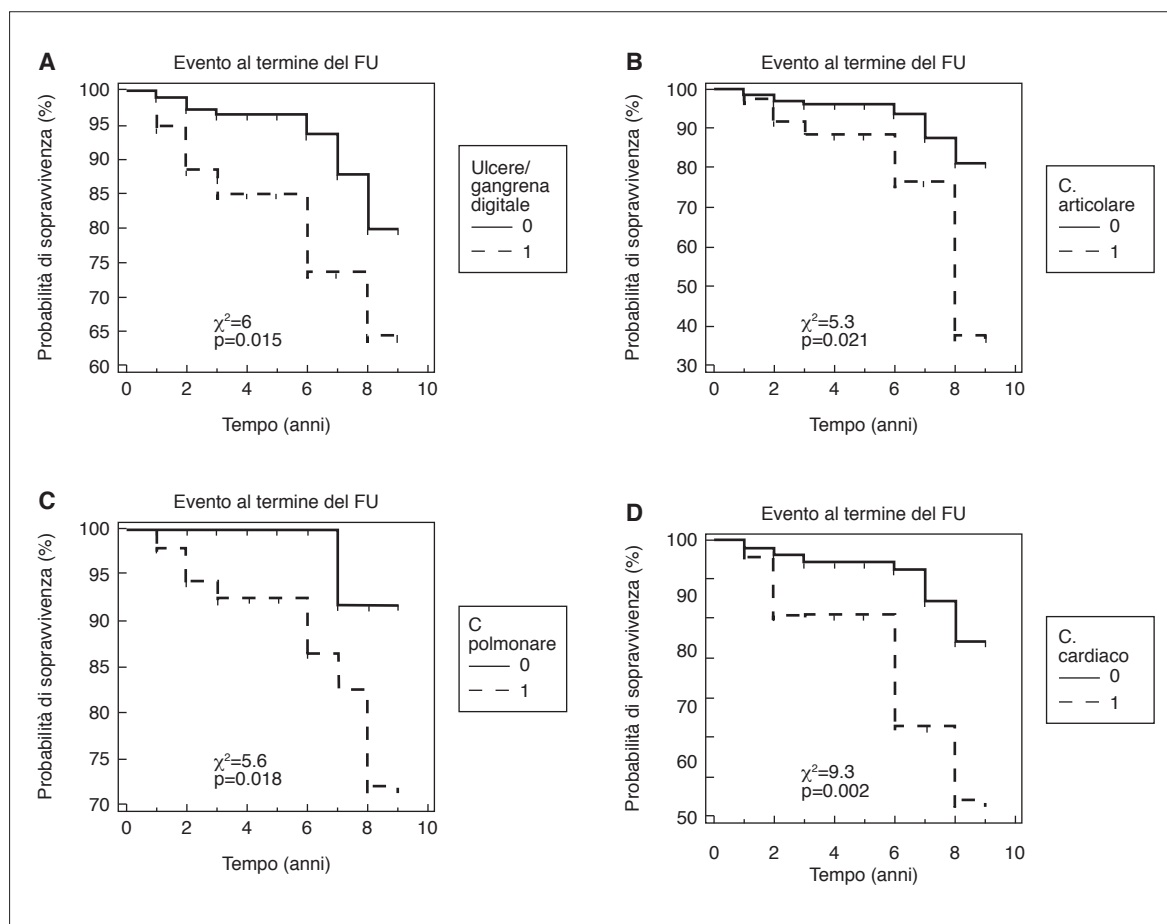 A
Evento al termine del FU
Probabilità di sopravvivenza (%)
100
95
90
85
80
75
70
65
60
χ²=6
p=0.015
0 2 4 6 8 10
Tempo (anni)
Ulcere/
gangrena
digitale
0
1
B
Evento al termine del FU
Probabilità di sopravvivenza (%)
100
90
80
70
60
50
40
30
χ²=5.3
p=0.021
0 2 4 6 8 10
Tempo (anni)
C.
articolare
0
1
C
Evento al termine del FU
Probabilità di sopravvivenza (%)
100
95
90
85
80
75
70
χ²=5.6
p=0.018
0 2 4 6 8 10
Tempo (anni)
C
polmonare
0
1
D
Evento al termine del FU
Probabilità di sopravvivenza (%)
100
90
80
50
60
50
χ²=9.3
p=0.002
0 2 4 6 8 10
Tempo (anni)
C.
cardiaco
0
1